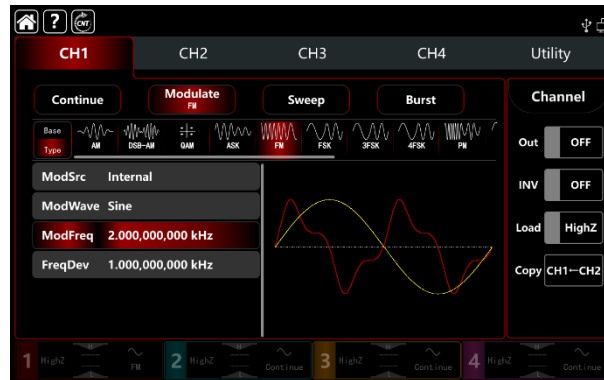 ? CNT
CH1 CH2 CH3 CH4 Utility
Continue Modulate FM Sweep Burst Channel
Base Type AM DSB-AM QAM ASK FM FSK 3FSK 4FSK PM
Out OFF
ModSrc Internal
INV OFF
ModWave Sine
Load HighZ
ModFreq 2.000,000,000 kHz
FreqDev 1.000,000,000 kHz
Copy CH1←CH2
1 HighZ FM 2 HighZ Continue 3 HighZ Continue 4 HighZ Continue